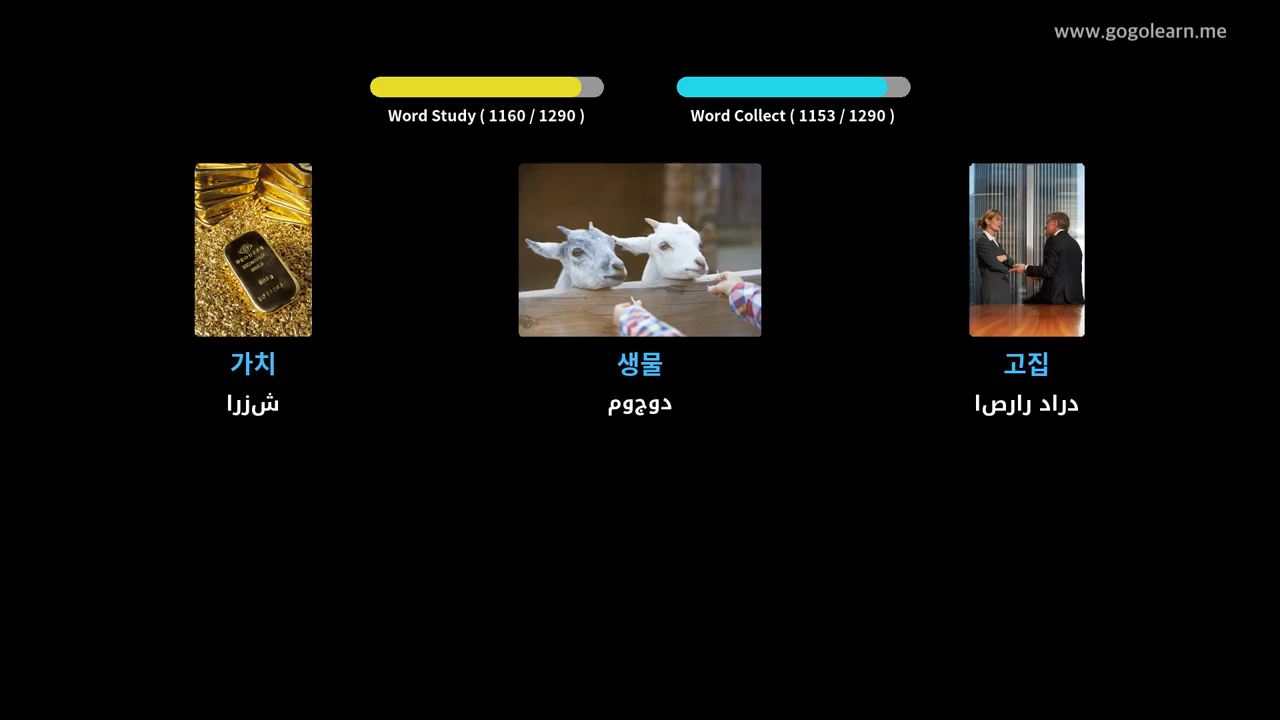 www.gogolearn.me
Word Study ( 1160 / 1290 )
Word Collect ( 1153 / 1290 )
가치
شزرا
생물
دوجوم
고집
دراد رارصا